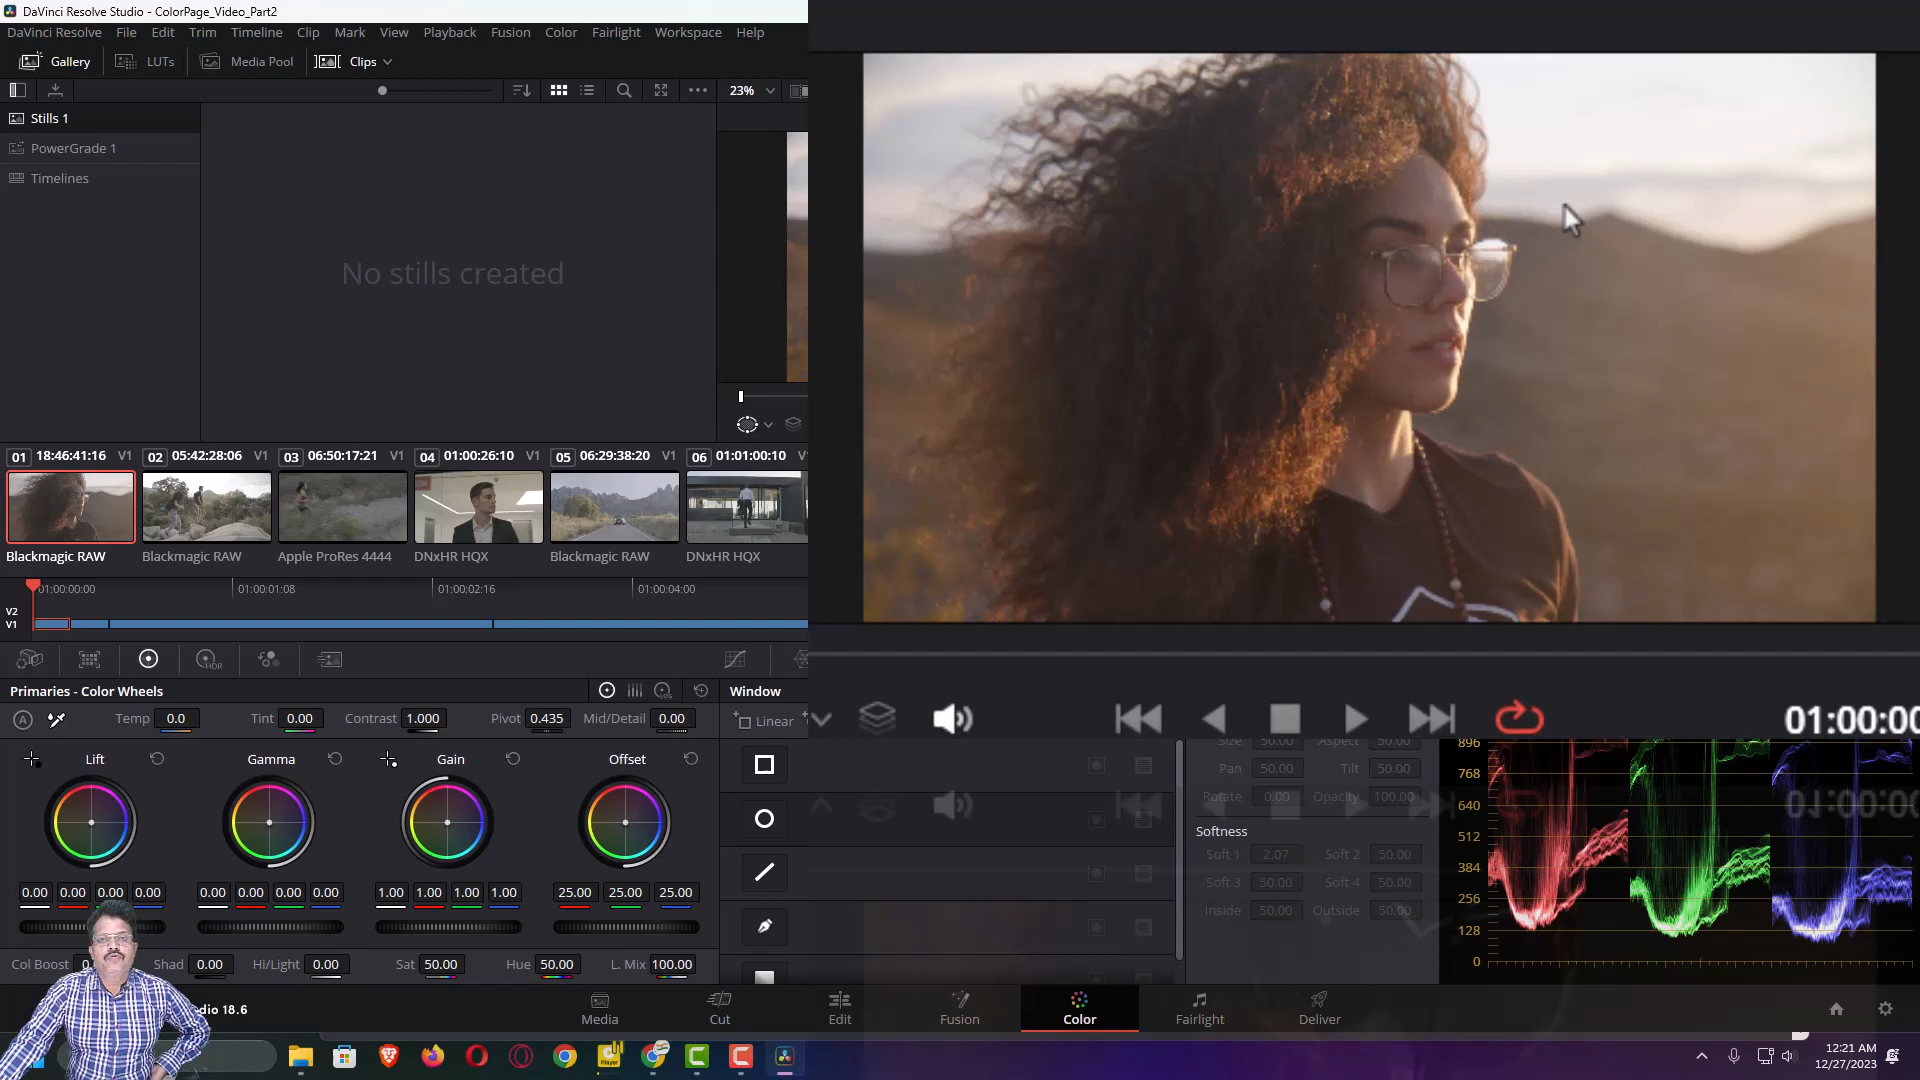 DaVinci Resolve Studio - ColorPage_Video_Part2
DaVinci Resolve File Edit Trim Timeline Clip Mark View Playback Fusion Color Fairlight Workspace Help
Gallery LUTs Media Pool Clips
23%
Stills 1
PowerGrade 1
Timelines
No stills created
01 18:46:41:16 V1 02 05:42:28:06 V1 03 06:50:17:21 V1 04 01:00:26:10 V1 05 06:29:38:20 V1 06 01:01:00:10
Blackmagic RAW Blackmagic RAW Apple ProRes 4444 DNxHR HQX Blackmagic RAW DNxHR HQX
01:00:00:00 01:00:01:08 01:00:02:16 01:00:04:00
V2
V1
HDR
Primaries - Color Wheels LOG Window
A Temp 0.0 Tint 0.00 Contrast 1.000 Pivot 0.435 Mid/Detail 0.00 Linear
01:00:00
Lift Gamma Gain Offset
Size 50.00 Aspect 50.00
Pan 50.00 Tilt 50.00
Rotate 0.00 Opacity 100.00
Softness
Soft 1 2.07 Soft 2 50.00
Soft 3 50.00 Soft 4 50.00
Inside 50.00 Outside 50.00
896
768
640
512
384
256
128
0
0.00 0.00 0.00 0.00 0.00 0.00 0.00 0.00 1.00 1.00 1.00 1.00 25.00 25.00 25.00
Col Boost Shad 0.00 Hi/Light 0.00 Sat 50.00 Hue 50.00 L. Mix 100.00
dio 18.6
Media Cut Edit Fusion Color Fairlight Deliver
12:21 AM
12/27/2023